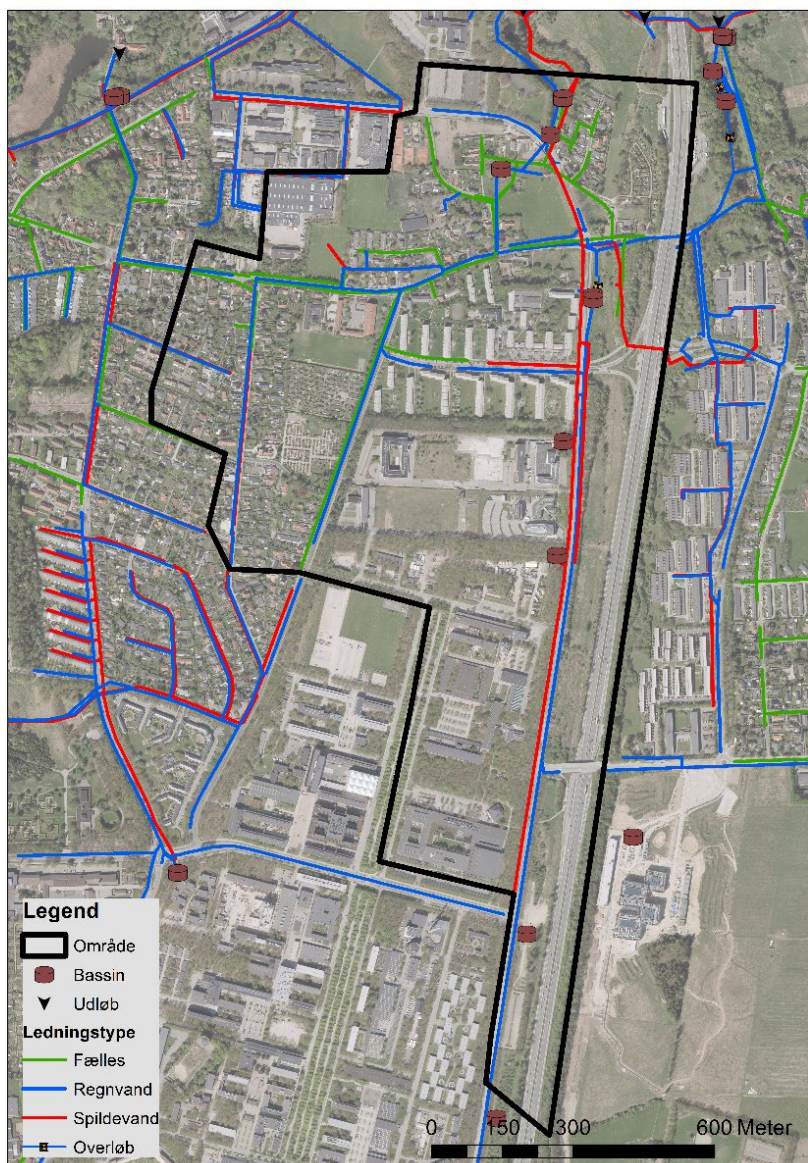 Legend
Område
Bassin
Udløb
Ledningstype
Fælles
Regnvand
Spildevand
Overløb
0 150 300 600 Meter